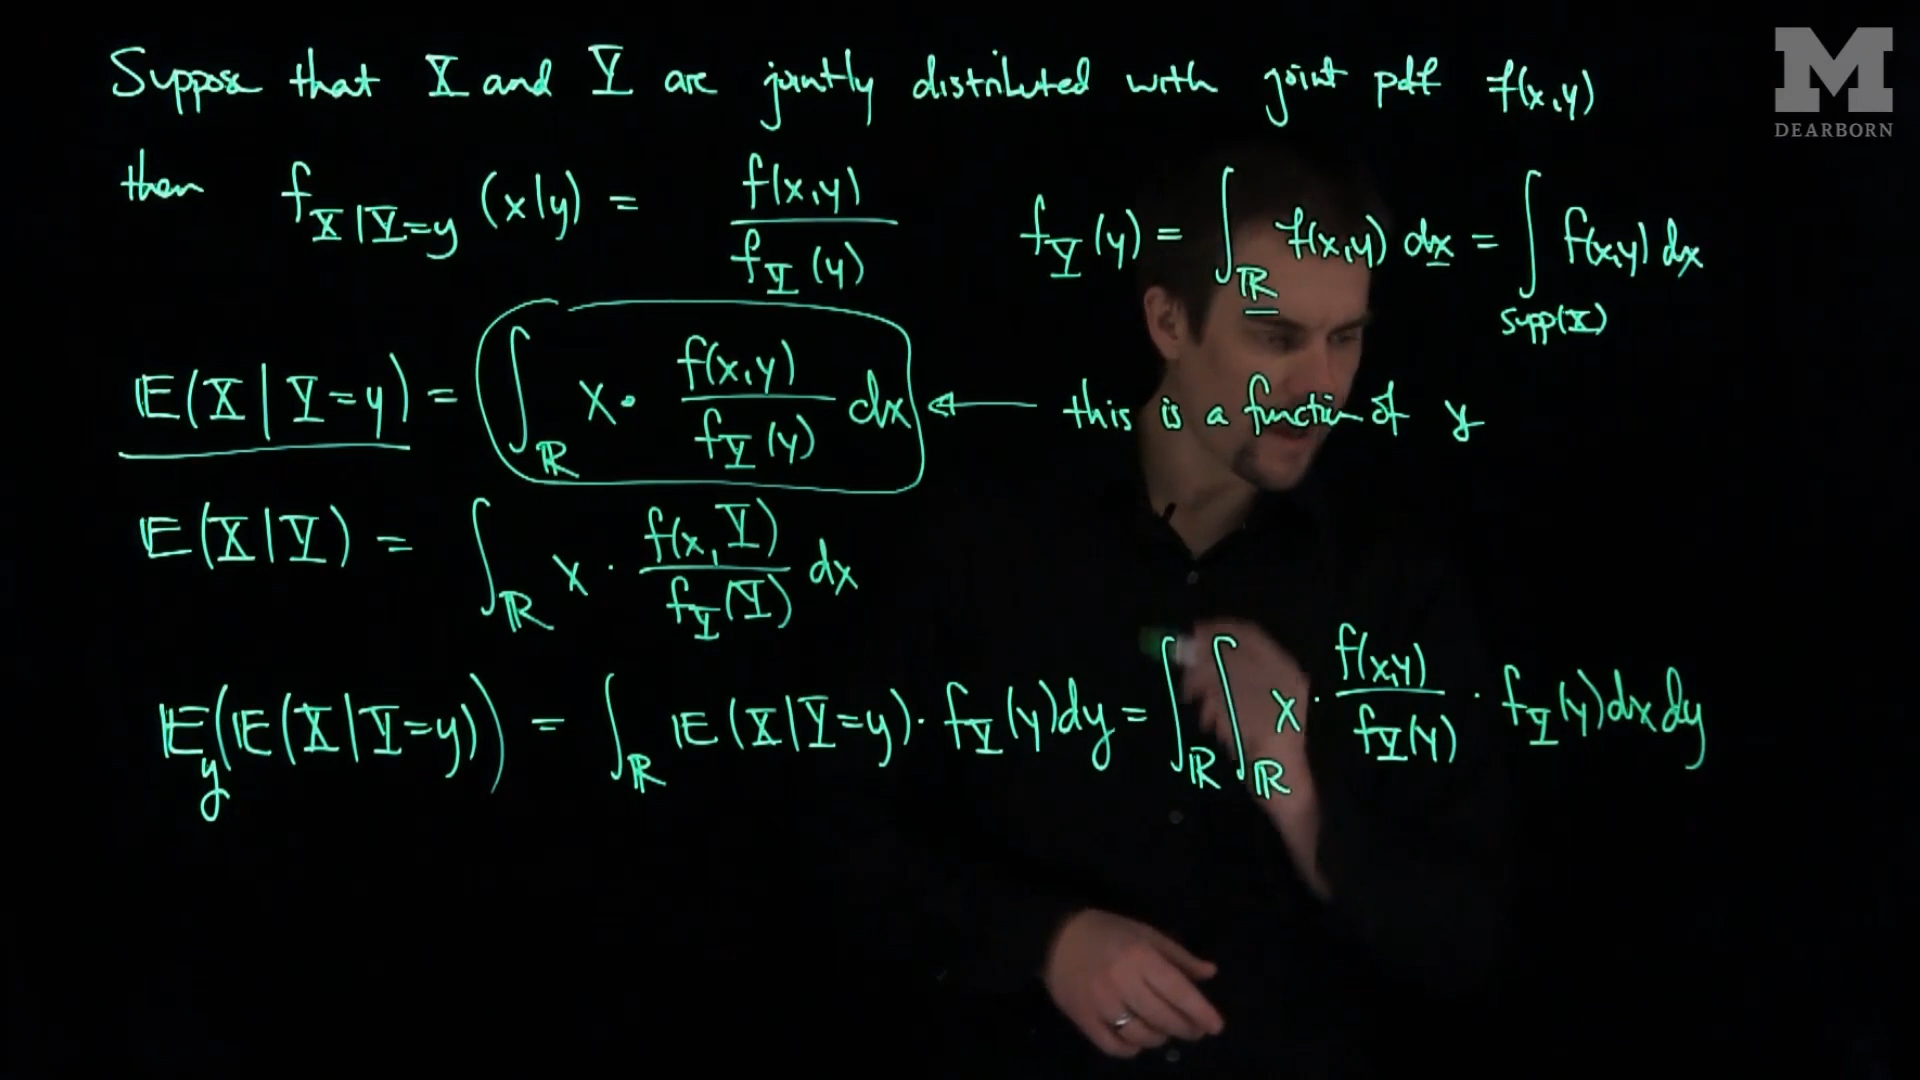 Suppose that X and Y are jointly distributed with joint pdf f(x,y)
then f_{X|Y=y} (x|y) = f(x,y) / f_Y(y)    f_Y(y) = ∫_ℝ f(x,y) dx = ∫_{supp(X)} f(x,y) dx
𝔼(X|Y=y) = ∫_ℝ x · f(x,y) / f_Y(y) dx ← this is a function of y
𝔼(X|Y) = ∫_ℝ x · f(x,Y) / f_Y(Y) dx
𝔼_y(𝔼(X|Y=y)) = ∫_ℝ 𝔼(X|Y=y) · f_Y(y) dy = ∫_ℝ ∫_ℝ x · f(x,y) / f_Y(y) · f_Y(y) dx dy
M
DEARBORN